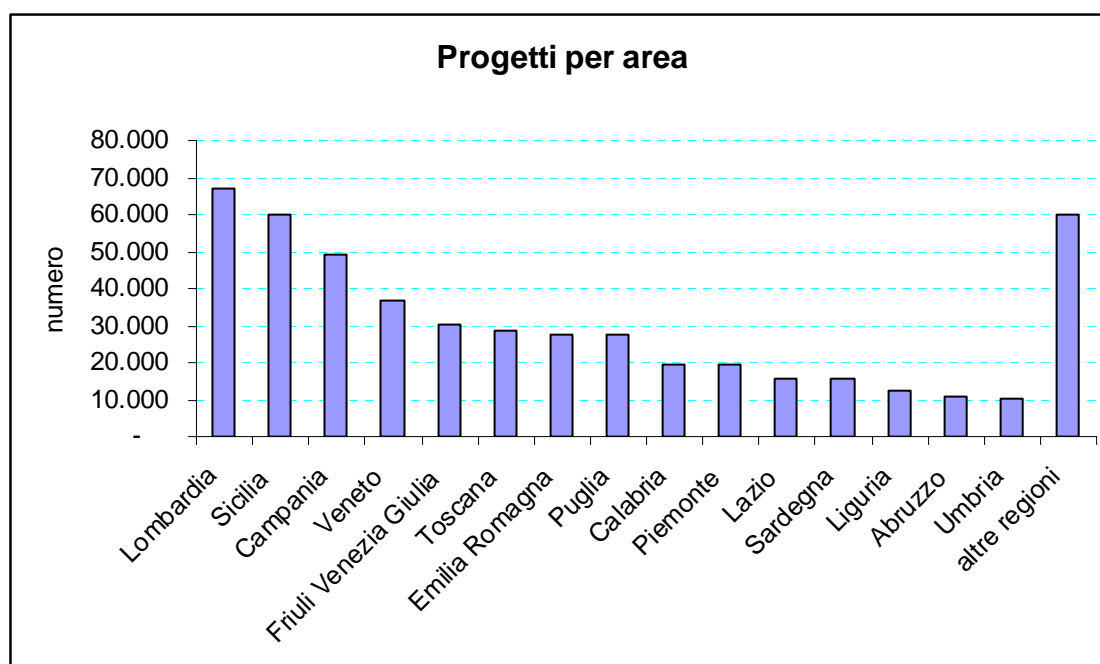 Progetti per area
80.000
70.000
60.000
50.000
40.000
30.000
20.000
10.000
-
numero
Lombardia
Sicilia
Campania
Veneto
Friuli Venezia Giulia
Toscana
Emilia Romagna
Puglia
Calabria
Piemonte
Lazio
Sardegna
Liguria
Abruzzo
Umbria
altre regioni